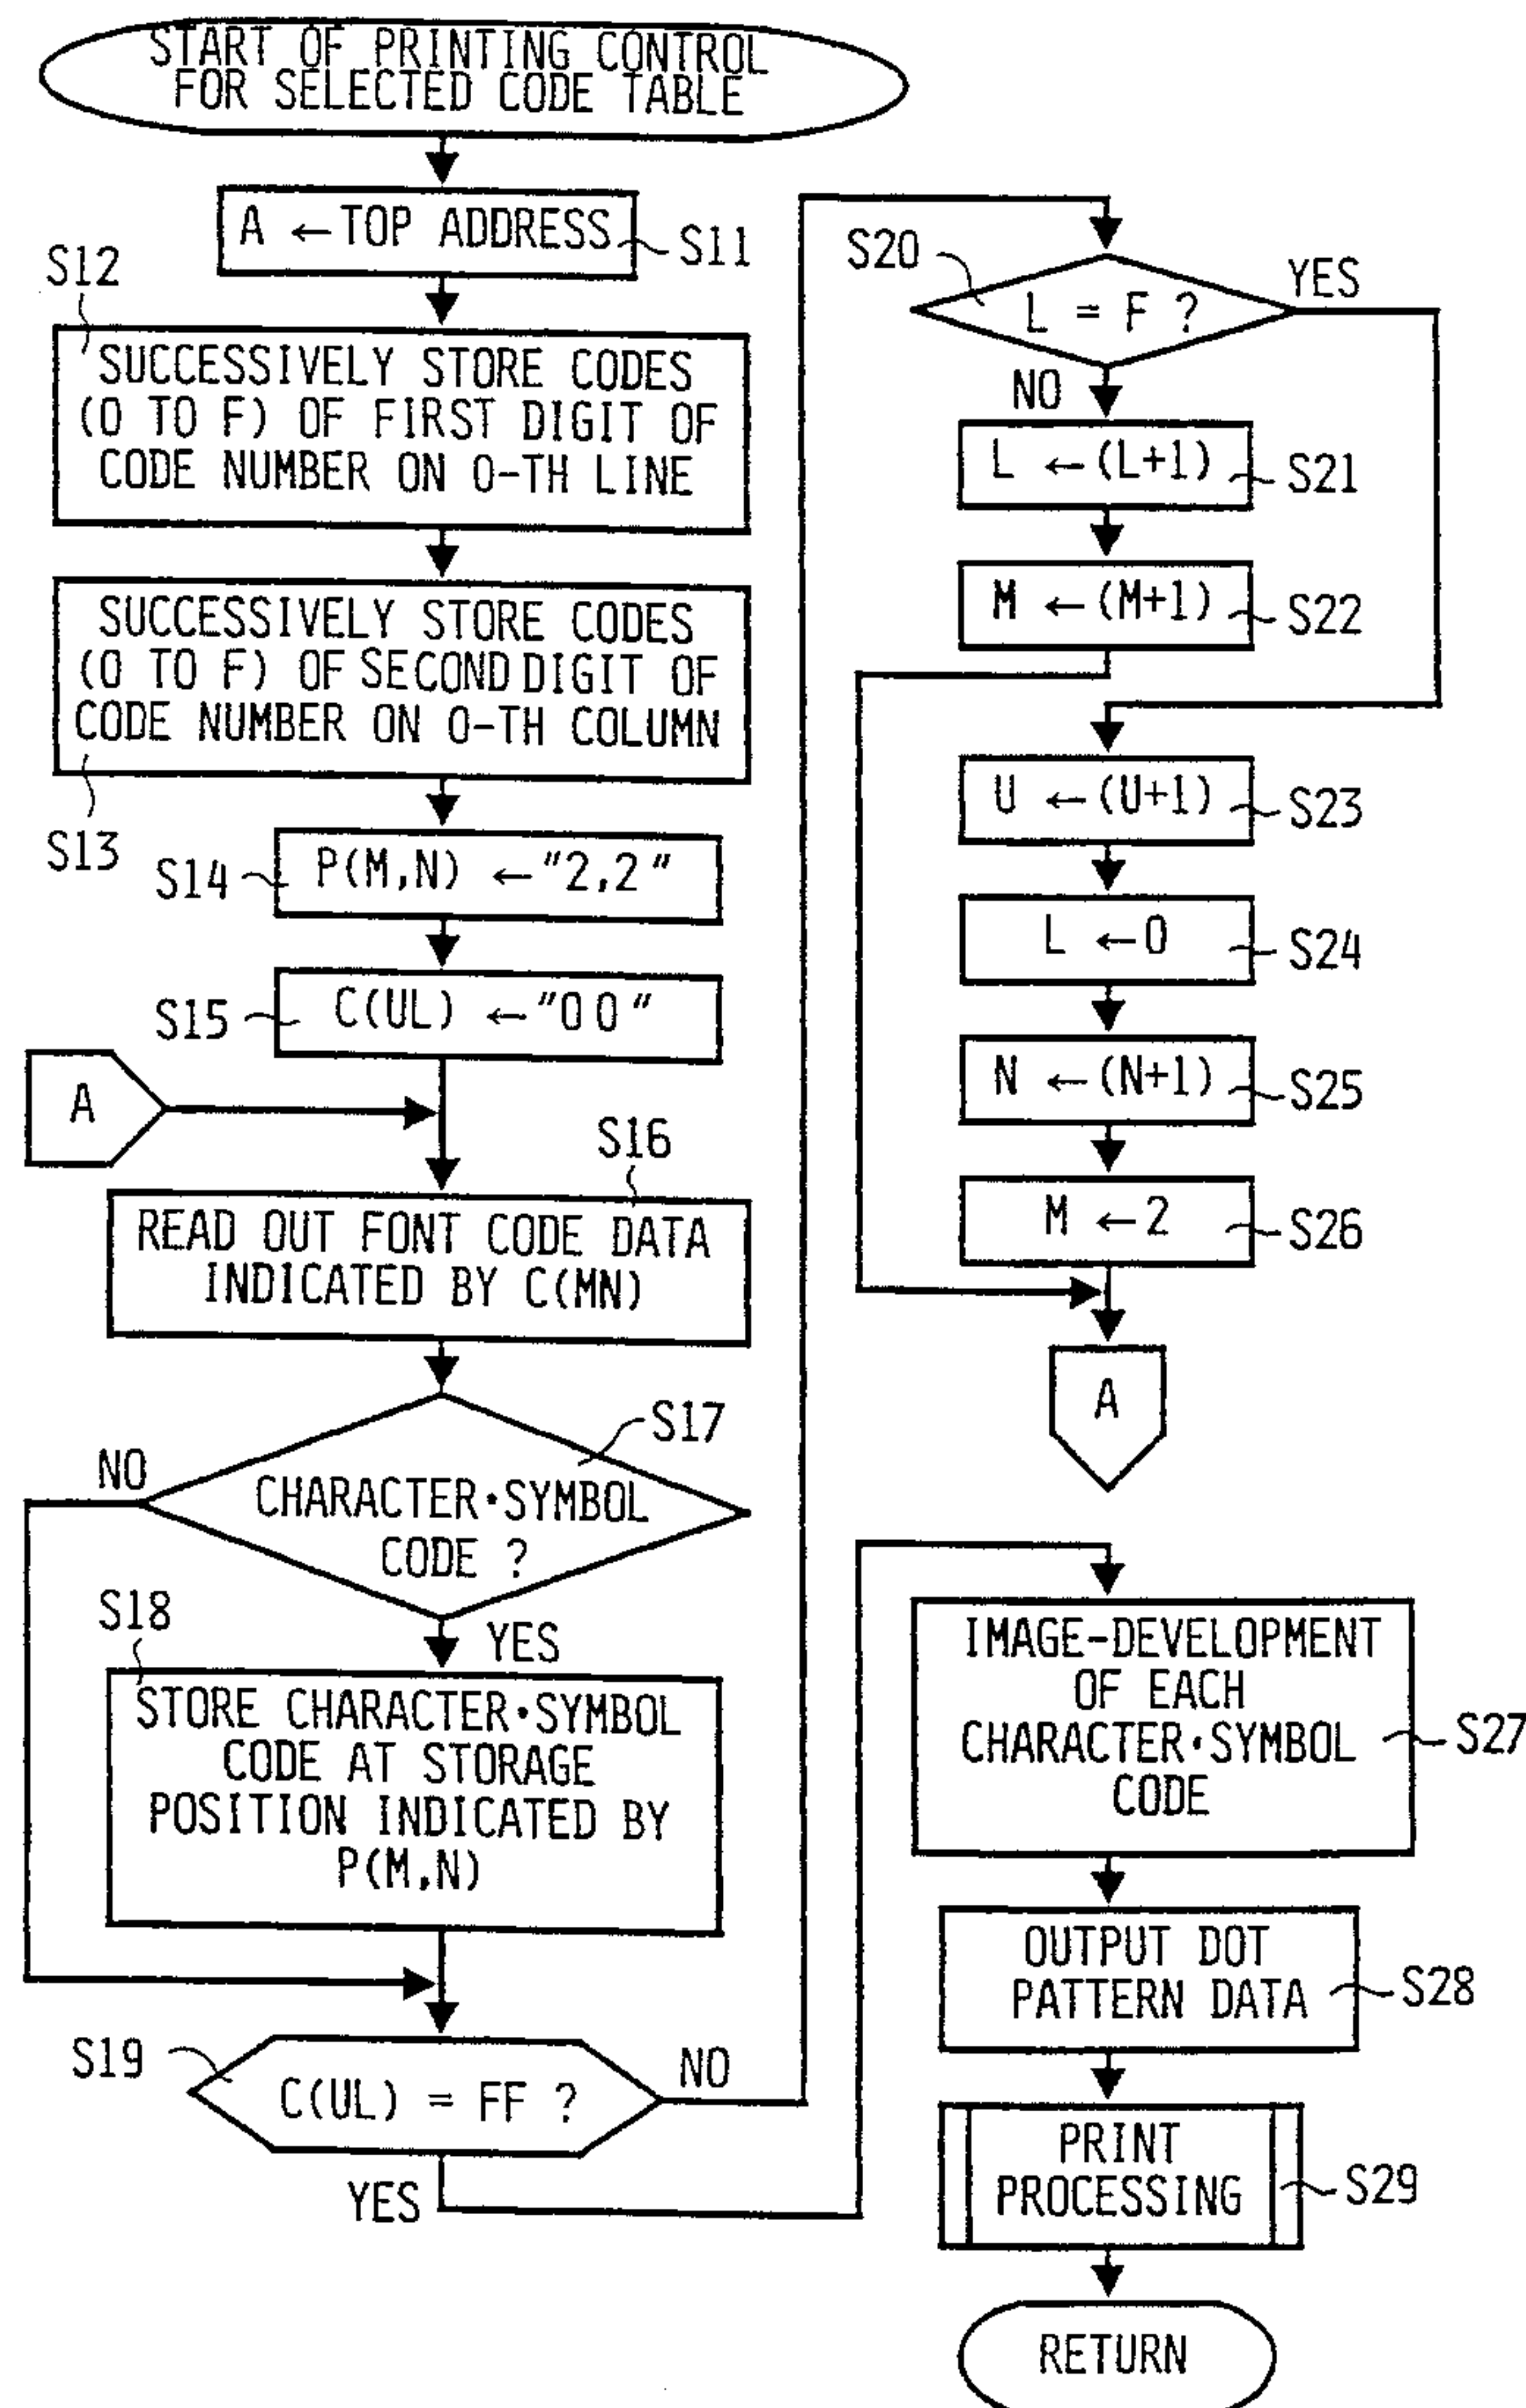 START OF PRINTING CONTROL
FOR SELECTED CODE TABLE
A ←TOP ADDRESS
S11
S12
SUCCESSIVELY STORE CODES
(0 TO F) OF FIRST DIGIT OF
CODE NUMBER ON 0-TH LINE
SUCCESSIVELY STORE CODES
(0 TO F) OF SECOND DIGIT OF
CODE NUMBER ON 0-TH COLUMN
S13
S14
P(M,N) ←"2,2"
S15
C(UL) ←"00"
A
S16
READ OUT FONT CODE DATA
INDICATED BY C(MN)
S17
NO
CHARACTER·SYMBOL
CODE ?
S18
YES
STORE CHARACTER·SYMBOL
CODE AT STORAGE
POSITION INDICATED BY
P(M,N)
S19
C(UL) = FF ?
NO
YES
S20
L = F ?
YES
NO
L ←(L+1)
S21
M ←(M+1)
S22
U ←(U+1)
S23
L ←0
S24
N ←(N+1)
S25
M ←2
S26
A
IMAGE-DEVELOPMENT
OF EACH
CHARACTER·SYMBOL
CODE
S27
OUTPUT DOT
PATTERN DATA
S28
PRINT
PROCESSING
S29
RETURN